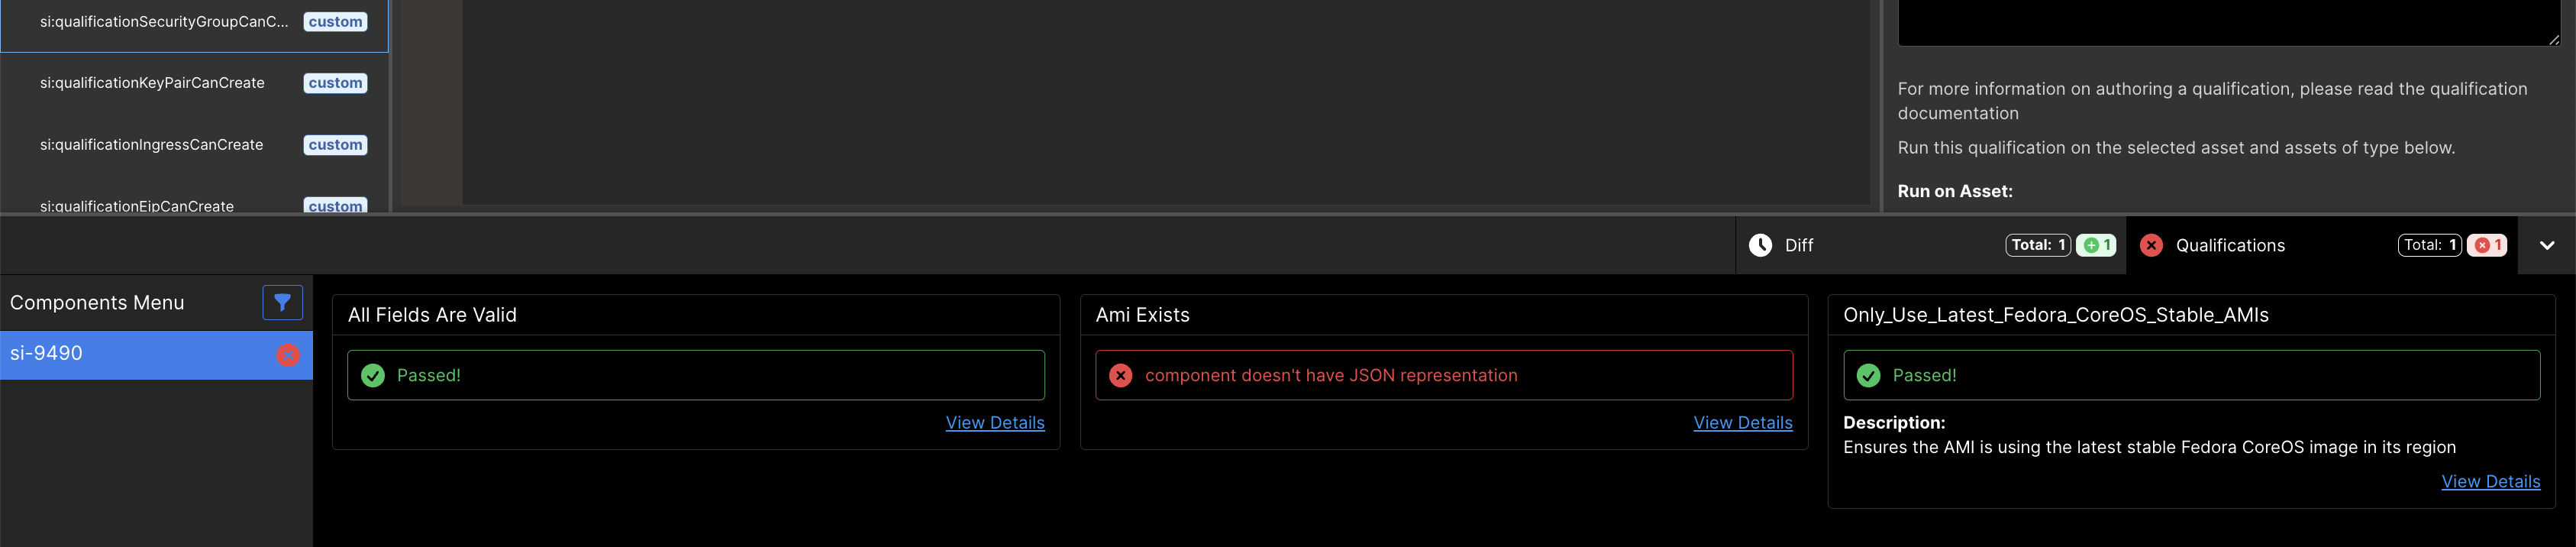 si:qualificationSecurityGroupCanC... custom
si:qualificationKeyPairCanCreate custom
si:qualificationIngressCanCreate custom
si:qualificationEipCanCreate custom
For more information on authoring a qualification, please read the qualification
documentation
Run this qualification on the selected asset and assets of type below.
Run on Asset:
Diff Total: 1 1 Qualifications Total: 1 1
Components Menu
si-9490
All Fields Are Valid
Passed!
View Details
Ami Exists
component doesn't have JSON representation
View Details
Only_Use_Latest_Fedora_CoreOS_Stable_AMIs
Passed!
Description:
Ensures the AMI is using the latest stable Fedora CoreOS image in its region
View Details